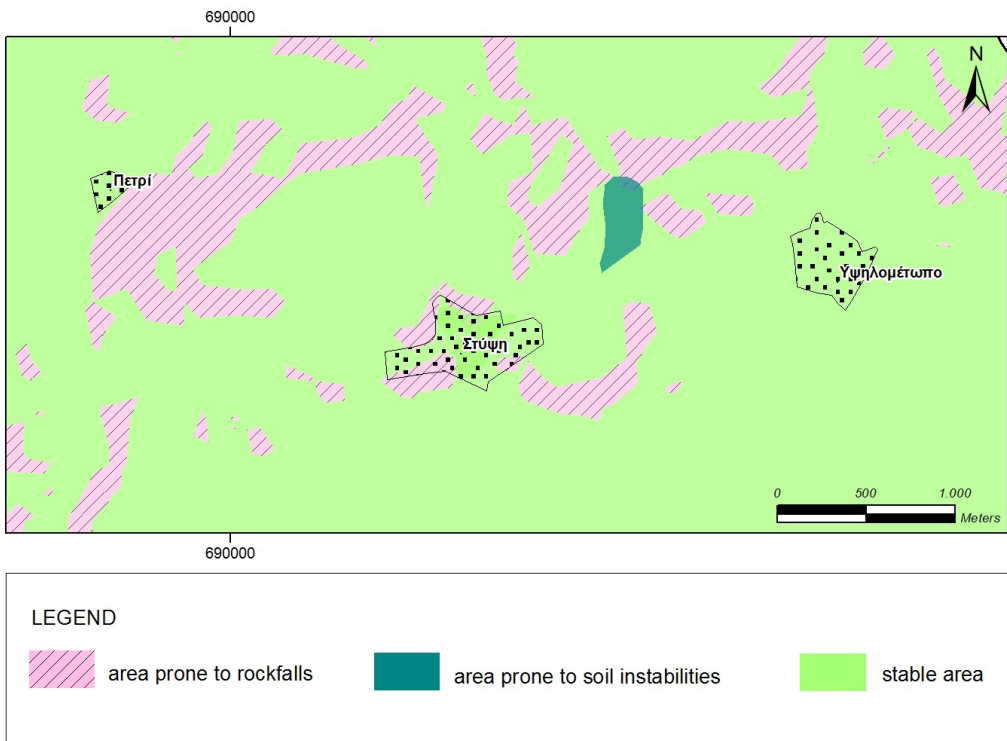 690000
N
Πετρί
Ύψηλομέτωπο
Στύψη
0 500 1.000
Meters
690000
LEGEND
area prone to rockfalls
area prone to soil instabilities
stable area